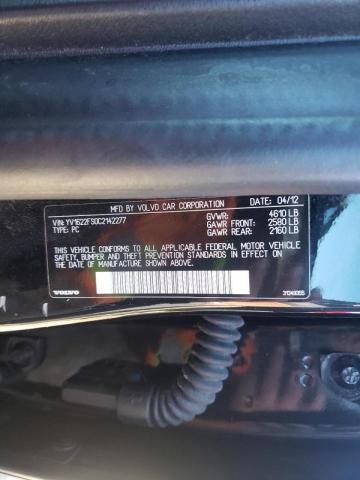 MFD. BY VOLVO CAR CORPORATION DATE: 04/12
VIN: YV1622FS0C2142277 GVWR: 4610 LB
TYPE: PC GAWR FRONT: 2580 LB
GAWR REAR: 2160 LB
THIS VEHICLE CONFORMS TO ALL APPLICABLE FEDERAL MOTOR VEHICLE
SAFETY, BUMPER AND THEFT PREVENTION STANDARDS IN EFFECT ON THE
DATE OF MANUFACTURE SHOWN ABOVE.
VOLVO